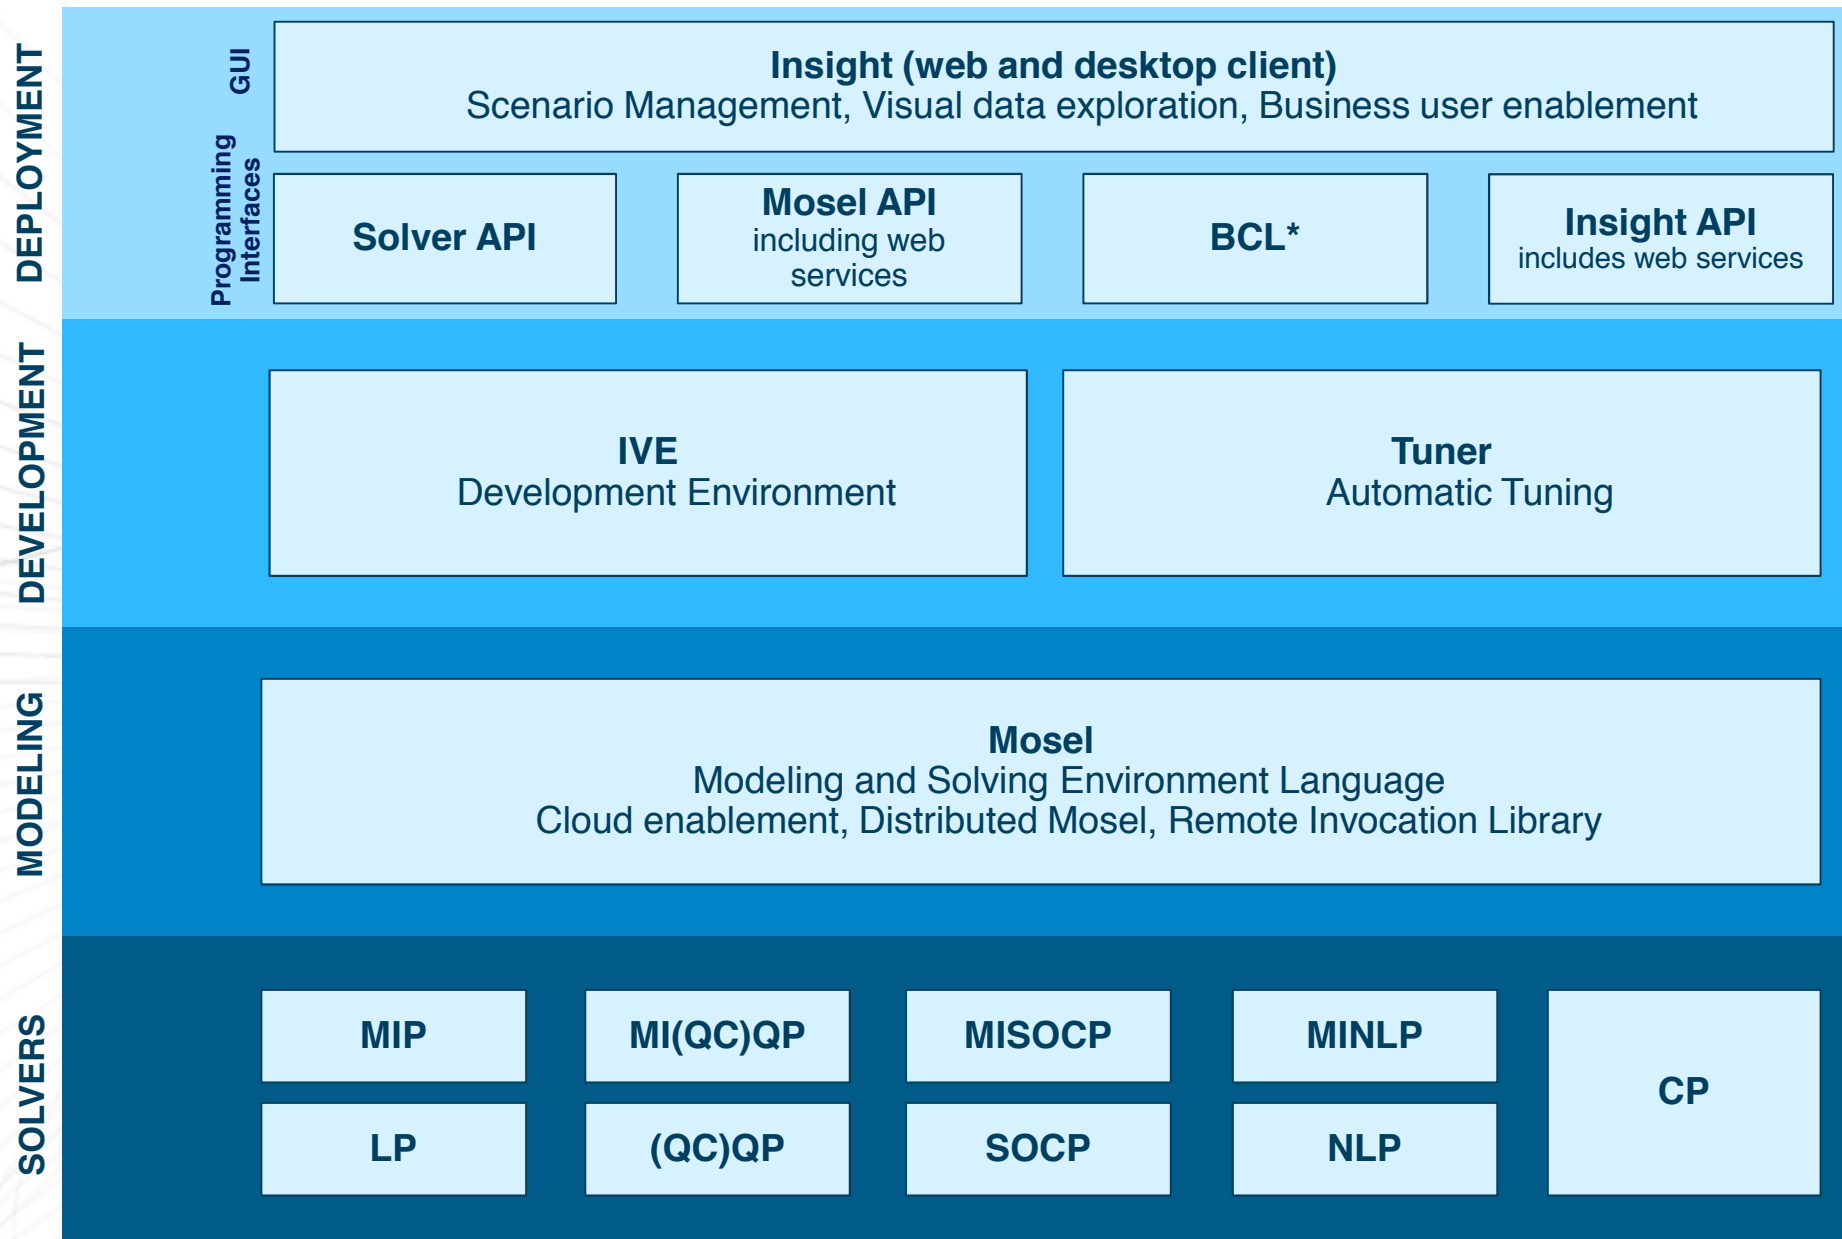 DEPLOYMENT
GUI
Insight (web and desktop client)
Scenario Management, Visual data exploration, Business user enablement
Programming
Interfaces
Solver API
Mosel API
including web
services
BCL*
Insight API
includes web services
DEVELOPMENT
IVE
Development Environment
Tuner
Automatic Tuning
MODELING
Mosel
Modeling and Solving Environment Language
Cloud enablement, Distributed Mosel, Remote Invocation Library
SOLVERS
MIP
MI(QC)QP
MISOCP
MINLP
CP
LP
(QC)QP
SOCP
NLP